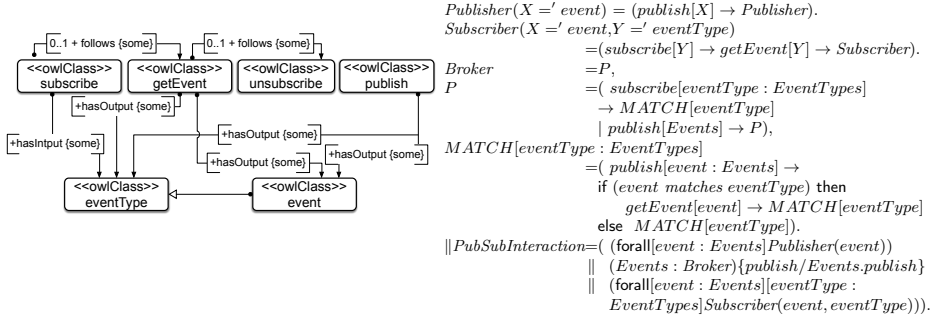 0..1 + follows {some}
0..1 + follows {some}
<<owlClass>>
subscribe
<<owlClass>>
getEvent
<<owlClass>>
unsubscribe
<<owlClass>>
publish
+hasOutput {some}
+hasOutput {some}
+hasIntput {some}
+hasOutput {some}
+hasOutput {some}
<<owlClass>>
eventType
<<owlClass>>
event
Publisher(X =′ event) = (publish[X] → Publisher).
Subscriber(X =′ event,Y =′ eventType)
=(subscribe[Y] → getEvent[Y] → Subscriber).
Broker =P,
P =( subscribe[eventType : EventTypes]
→ MATCH[eventType]
| publish[Events] → P),
MATCH[eventType : EventTypes]
=( publish[event : Events] →
if (event matches eventType) then
getEvent[event] → MATCH[eventType]
else MATCH[eventType]).
‖PubSubInteraction=( (forall[event : Events]Publisher(event))
‖ (Events : Broker){publish/Events.publish}
‖ (forall[event : Events][eventType :
EventTypes]Subscriber(event, eventType))).